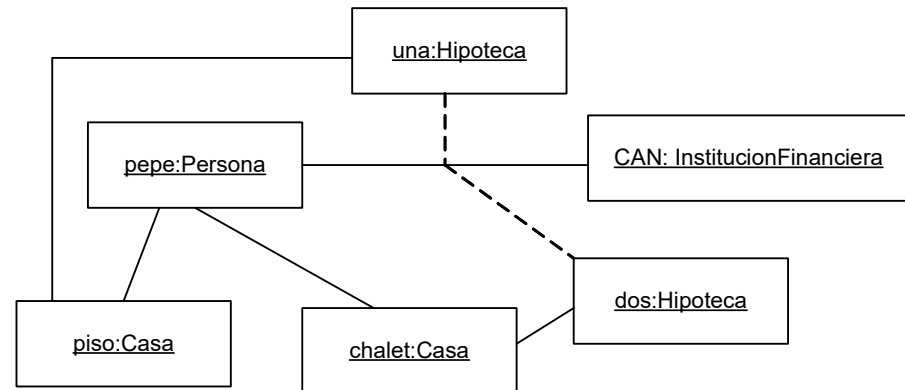 una:Hipoteca
pepe:Persona
CAN: InstitucionFinanciera
piso:Casa
chalet:Casa
dos:Hipoteca